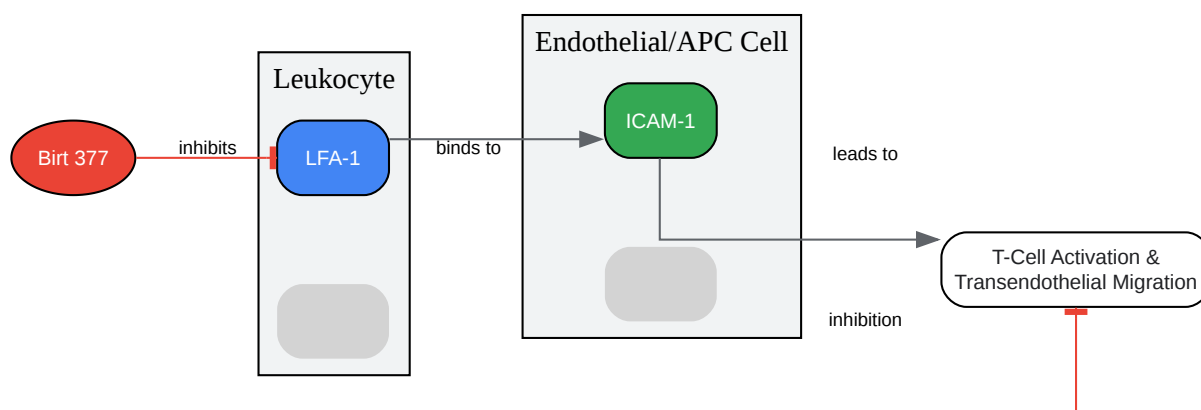 Endothelial/APC Cell
Leukocyte
ICAM-1
Birt 377
inhibits
LFA-1
binds to
leads to
T-Cell Activation &
Transendothelial Migration
inhibition